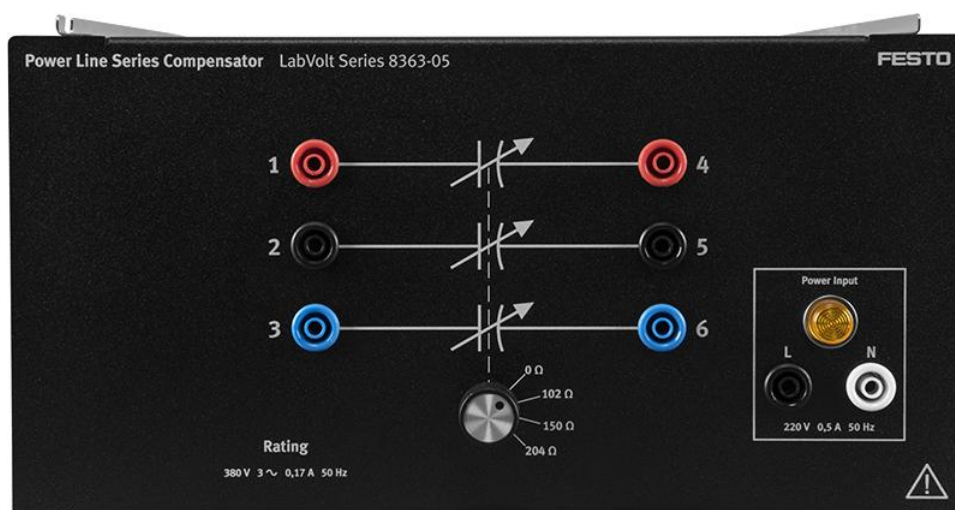 Power Line Series Compensator LabVolt Series 8363-05
FESTO
1
4
2
5
3
6
Power Input
L N
220 V 0,5 A 50 Hz
0 Ω
102 Ω
150 Ω
204 Ω
Rating
380 V 3 ~ 0,17 A 50 Hz
!